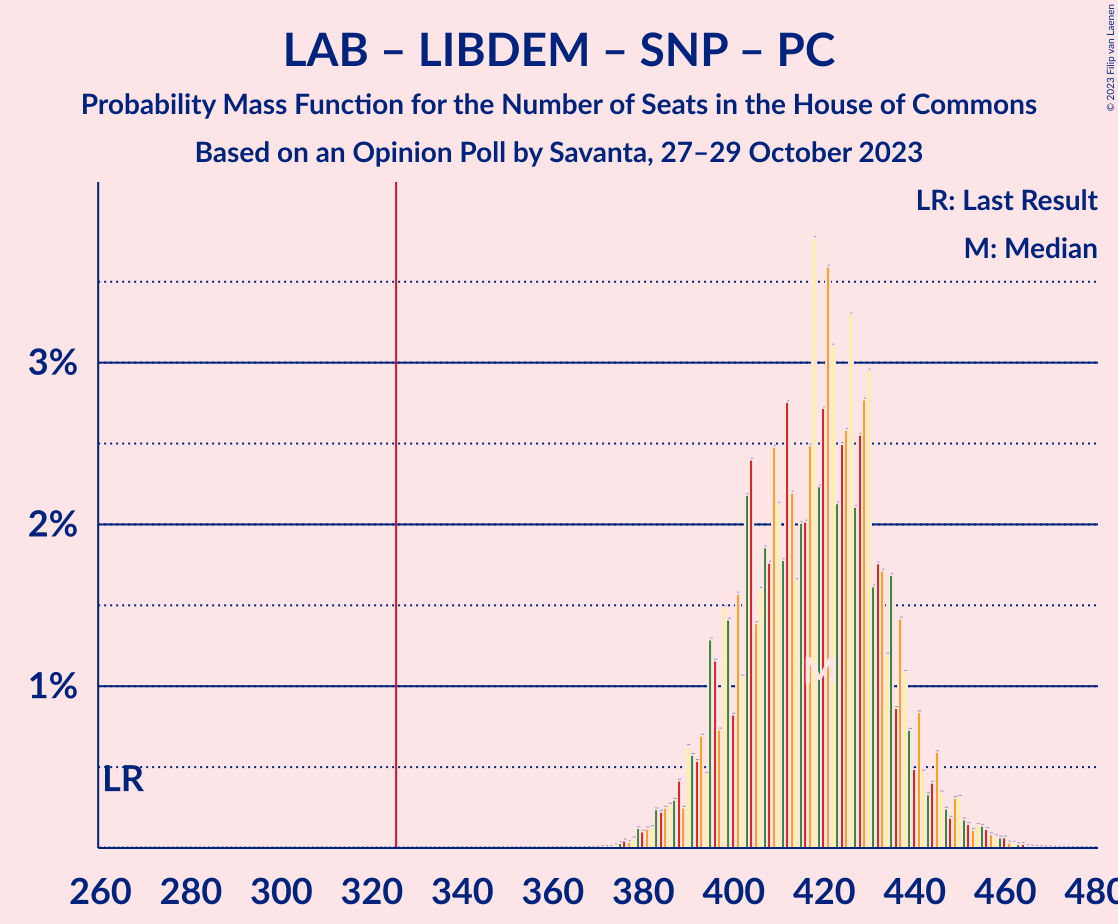 LAB – LIBDEM – SNP – PC
Probability Mass Function for the Number of Seats in the House of Commons
Based on an Opinion Poll by Savanta, 27–29 October 2023
© 2023 Filip van Laenen
LR: Last Result
M: Median
3%
2%
1%
M
LR
260 280 300 320 340 360 380 400 420 440 460 480